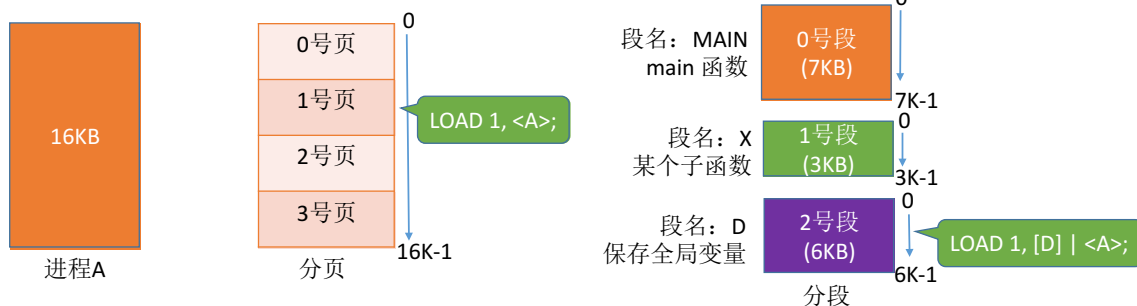 16KB
进程A
0
0号页
1号页
2号页
3号页
LOAD 1, <A>;
16K-1
分页
段名：MAIN
main 函数
0
0号段
(7KB)
7K-1
段名：X
某个子函数
0
1号段
(3KB)
3K-1
段名：D
保存全局变量
0
2号段
(6KB)
6K-1
LOAD 1, [D] | <A>;
分段